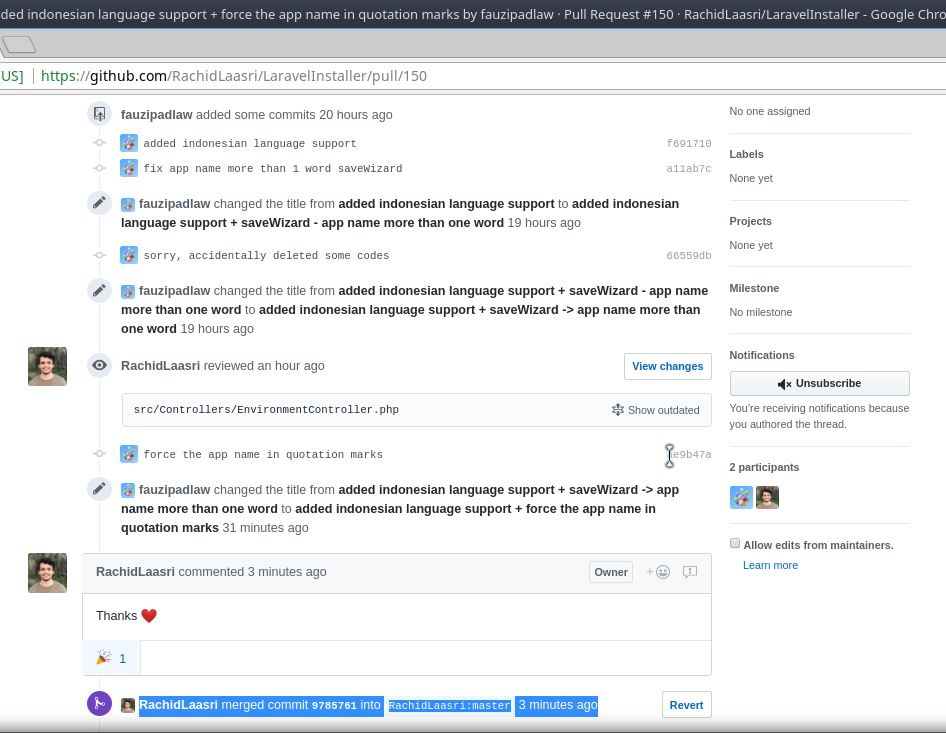 ded indonesian language support + force the app name in quotation marks by fauzipadlaw · Pull Request #150 · RachidLaasri/LaravelInstaller - Google Chro
US] https://github.com/RachidLaasri/LaravelInstaller/pull/150
fauzipadlaw added some commits 20 hours ago
added indonesian language support f691710
fix app name more than 1 word saveWizard a11ab7c
fauzipadlaw changed the title from added indonesian language support to added indonesian
language support + saveWizard - app name more than one word 19 hours ago
sorry, accidentally deleted some codes 66559db
fauzipadlaw changed the title from added indonesian language support + saveWizard - app name
more than one word to added indonesian language support + saveWizard -> app name more than
one word 19 hours ago
RachidLaasri reviewed an hour ago View changes
src/Controllers/EnvironmentController.php Show outdated
force the app name in quotation marks e9b47a
fauzipadlaw changed the title from added indonesian language support + saveWizard -> app
name more than one word to added indonesian language support + force the app name in
quotation marks 31 minutes ago
RachidLaasri commented 3 minutes ago Owner +
Thanks ❤️
🎉 1
RachidLaasri merged commit 9785761 into RachidLaasri:master 3 minutes ago Revert
No one assigned
Labels
None yet
Projects
None yet
Milestone
No milestone
Notifications
Unsubscribe
You're receiving notifications because
you authored the thread.
2 participants
Allow edits from maintainers.
Learn more